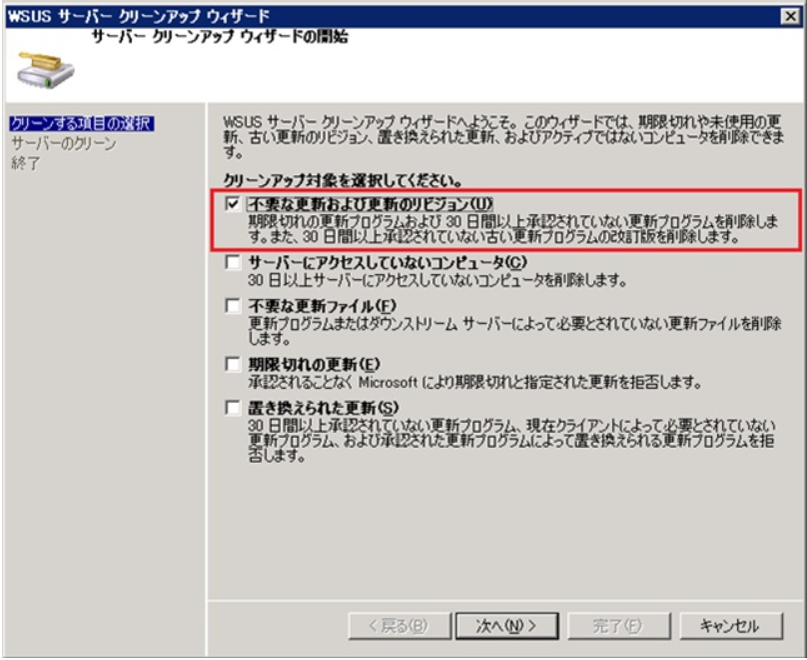 WSUS サーバー クリーンアップ ウィザード
サーバー クリーンアップ ウィザードの開始
クリーンする項目の選択
サーバーのクリーン
終了
WSUS サーバー クリーンアップ ウィザードへようこそ。このウィザードでは、期限切れや未使用の更
新、古い更新のリビジョン、置き換えられた更新、およびアクティブではないコンピュータを削除できま
す。
クリーンアップ対象を選択してください。
不要な更新および更新のリビジョン(U)
期限切れの更新プログラムおよび 30 日間以上承認されていない更新プログラムを削除しま
す。また、30 日間以上承認されていない古い更新プログラムの改訂版を削除します。
サーバーにアクセスしていないコンピュータ(C)
30 日以上サーバーにアクセスしていないコンピュータを削除します。
不要な更新ファイル(F)
更新プログラムまたはダウンストリーム サーバーによって必要とされていない更新ファイルを削除
します。
期限切れの更新(E)
承認されることなく Microsoft により期限切れと指定された更新を拒否します。
置き換えられた更新(S)
30 日間以上承認されていない更新プログラム、現在クライアントによって必要とされていない
更新プログラム、および承認された更新プログラムによって置き換えられる更新プログラムを拒
否します。
< 戻る(B) 次へ(N) > 完了(F) キャンセル